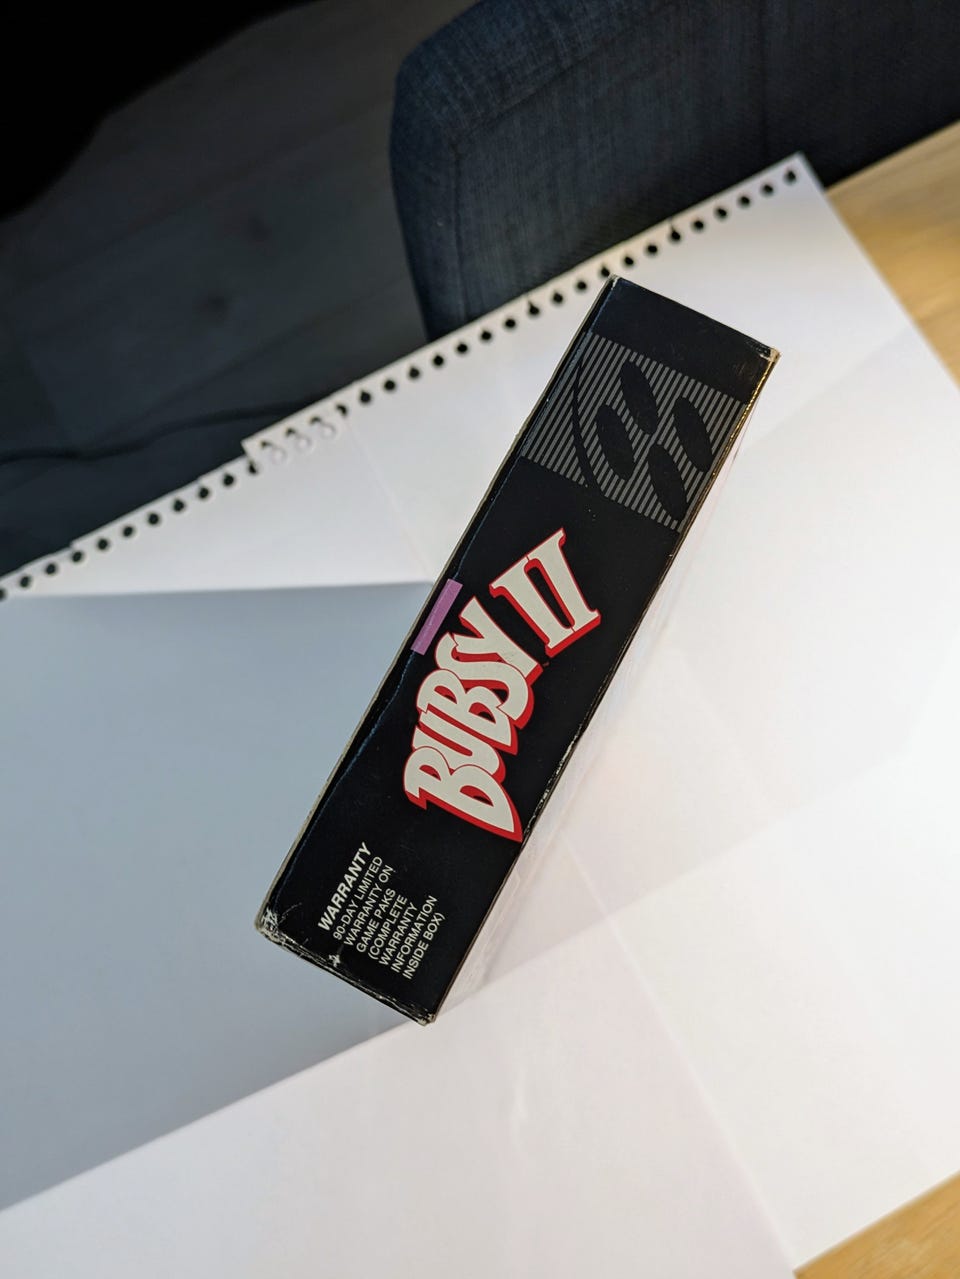 BUBSY II
WARRANTY
90-DAY LIMITED
WARRANTY ON
GAME PAKS
(COMPLETE
WARRANTY
INFORMATION
INSIDE BOX)